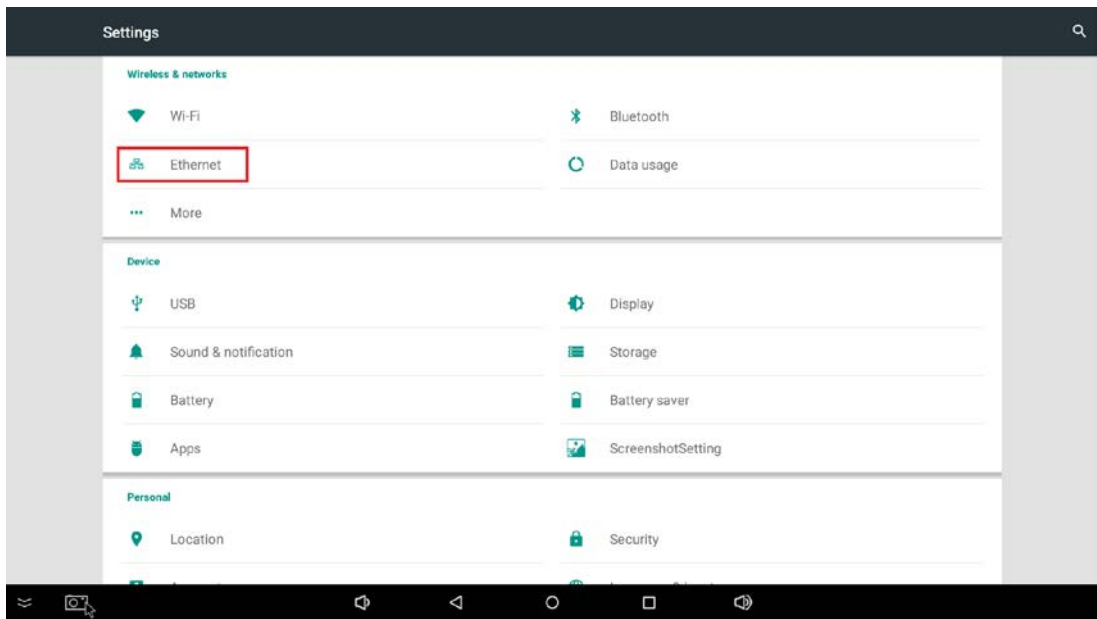 Settings
Wireless & networks
Wi-Fi
Bluetooth
Ethernet
Data usage
More
Device
USB
Display
Sound & notification
Storage
Battery
Battery saver
Apps
ScreenshotSetting
Personal
Location
Security